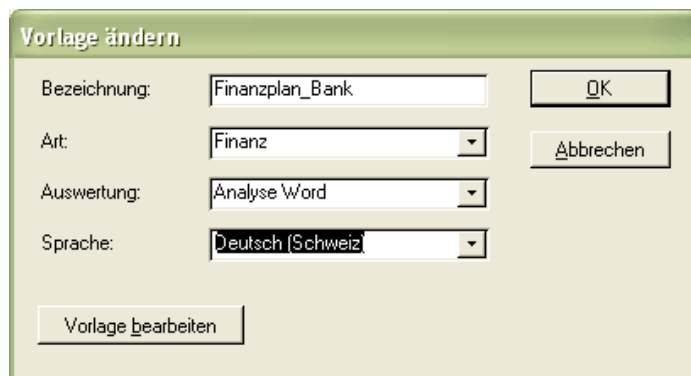 Vorlage ändern
Bezeichnung: Finanzplan_Bank OK
Art: Finanz Abbrechen
Auswertung: Analyse Word
Sprache: Deutsch (Schweiz)
Vorlage bearbeiten